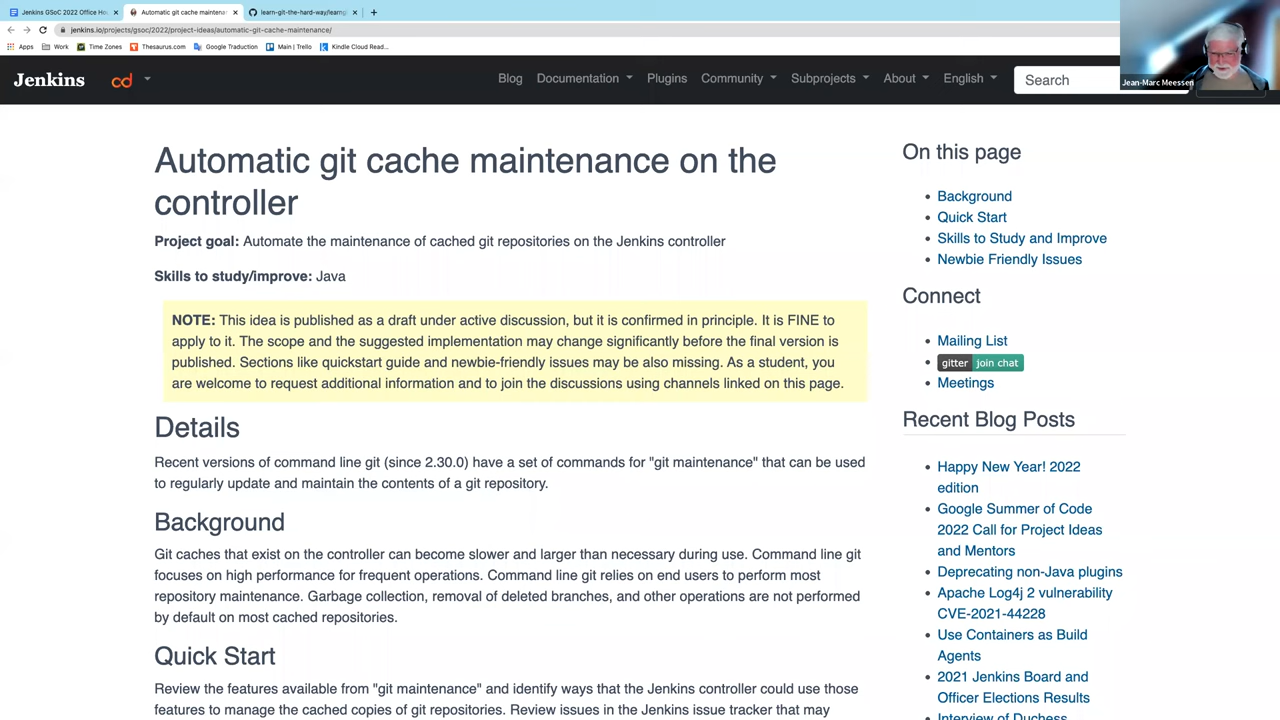 Jenkins GSoC 2022 Office Ho
Automatic git cache maintenan
learn-git-the-hard-way/learngi
jenkins.io/projects/gsoc/2022/project-ideas/automatic-git-cache-maintenance/
Apps Work Time Zones Thesaurus.com Google Traduction Main | Trello Kindle Cloud Read...
Jenkins cd Blog Documentation Plugins Community Subprojects About English Search
Jean-Marc Meessen
Automatic git cache maintenance on the
controller
Project goal: Automate the maintenance of cached git repositories on the Jenkins controller
Skills to study/improve: Java
NOTE: This idea is published as a draft under active discussion, but it is confirmed in principle. It is FINE to
apply to it. The scope and the suggested implementation may change significantly before the final version is
published. Sections like quickstart guide and newbie-friendly issues may be also missing. As a student, you
are welcome to request additional information and to join the discussions using channels linked on this page.
Details
Recent versions of command line git (since 2.30.0) have a set of commands for "git maintenance" that can be used
to regularly update and maintain the contents of a git repository.
Background
Git caches that exist on the controller can become slower and larger than necessary during use. Command line git
focuses on high performance for frequent operations. Command line git relies on end users to perform most
repository maintenance. Garbage collection, removal of deleted branches, and other operations are not performed
by default on most cached repositories.
Quick Start
Review the features available from "git maintenance" and identify ways that the Jenkins controller could use those
features to manage the cached copies of git repositories. Review issues in the Jenkins issue tracker that may
On this page
Background
Quick Start
Skills to Study and Improve
Newbie Friendly Issues
Connect
Mailing List
gitter join chat
Meetings
Recent Blog Posts
Happy New Year! 2022
edition
Google Summer of Code
2022 Call for Project Ideas
and Mentors
Deprecating non-Java plugins
Apache Log4j 2 vulnerability
CVE-2021-44228
Use Containers as Build
Agents
2021 Jenkins Board and
Officer Elections Results
Interview of Duchess